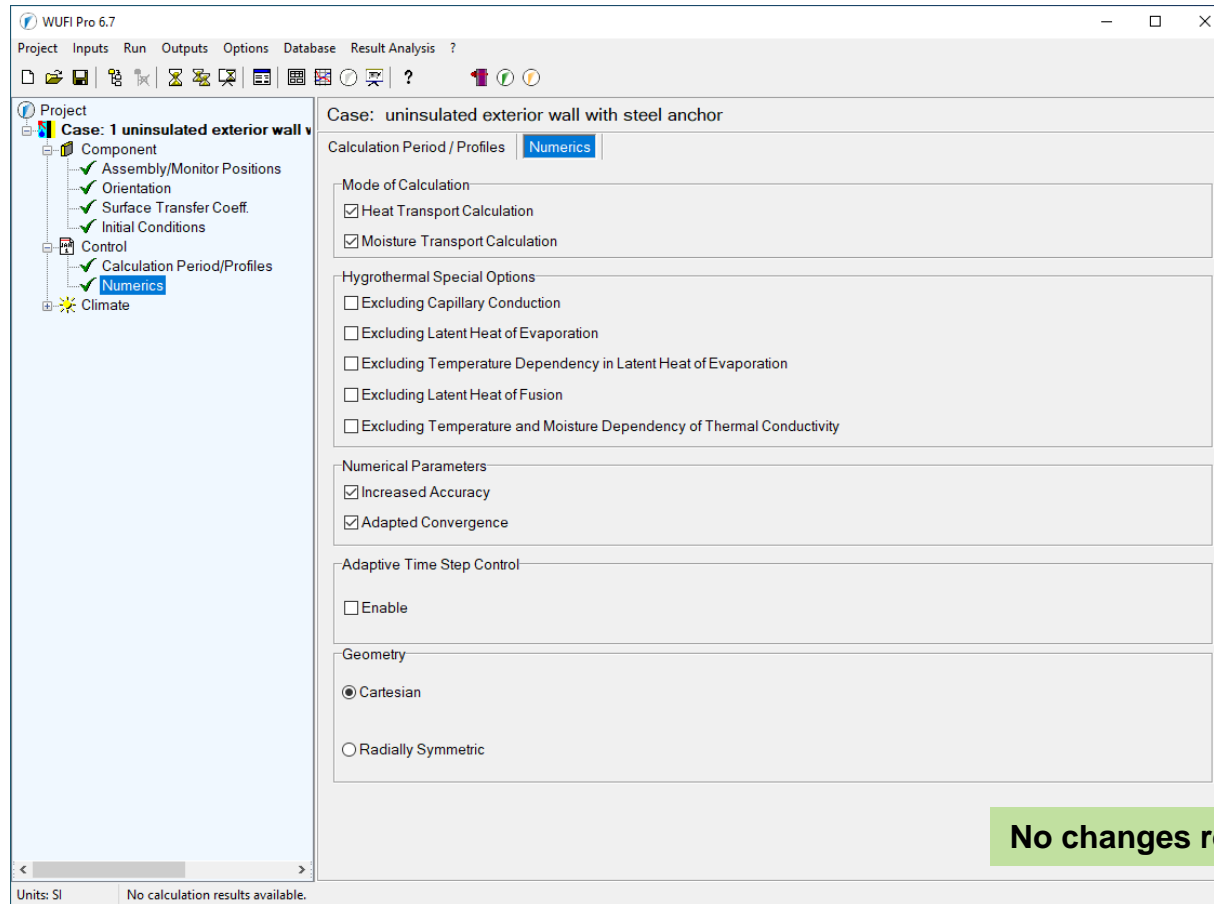 WUFI Pro 6.7
Project Inputs Run Outputs Options Database Result Analysis ?
?
Project
Case: 1 uninsulated exterior wall
Component
Assembly/Monitor Positions
Orientation
Surface Transfer Coeff.
Initial Conditions
Control
Calculation Period/Profiles
Numerics
Climate
Case: uninsulated exterior wall with steel anchor
Calculation Period / Profiles Numerics
Mode of Calculation
Heat Transport Calculation
Moisture Transport Calculation
Hygrothermal Special Options
Excluding Capillary Conduction
Excluding Latent Heat of Evaporation
Excluding Temperature Dependency in Latent Heat of Evaporation
Excluding Latent Heat of Fusion
Excluding Temperature and Moisture Dependency of Thermal Conductivity
Numerical Parameters
Increased Accuracy
Adapted Convergence
Adaptive Time Step Control
Enable
Geometry
Cartesian
Radially Symmetric
No changes
Units: SI No calculation results available.